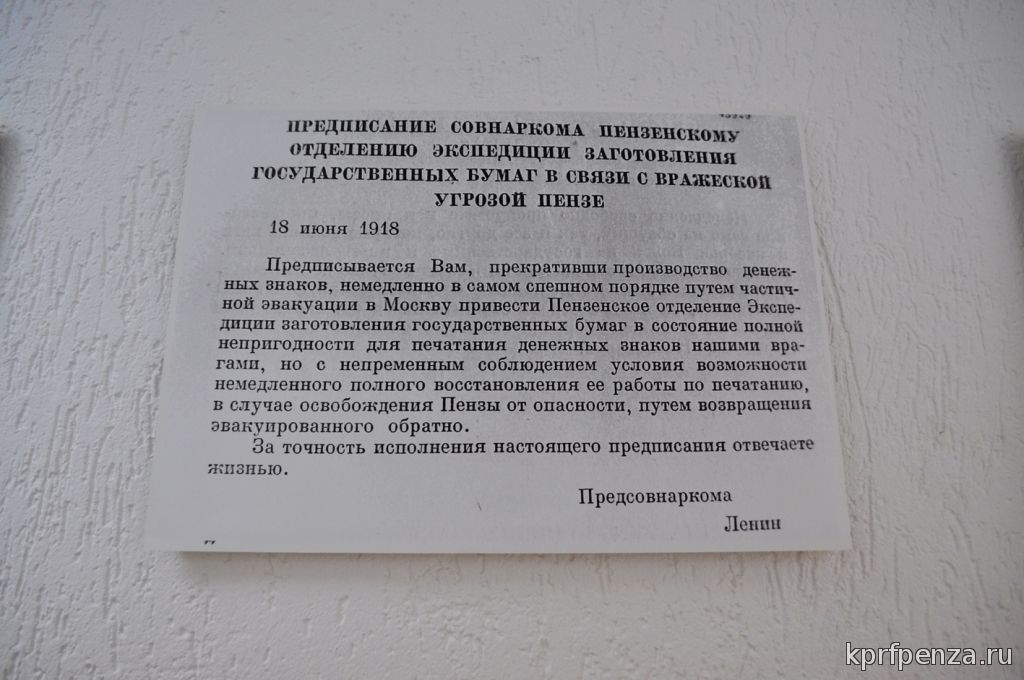 ПРЕДПИСАНИЕ СОВНАРКОМА ПЕНЗЕНСКОМУ
ОТДЕЛЕНИЮ ЭКСПЕДИЦИИ ЗАГОТОВЛЕНИЯ
ГОСУДАРСТВЕННЫХ БУМАГ В СВЯЗИ С ВРАЖЕСКОЙ
УГРОЗОЙ ПЕНЗЕ
18 июня 1918
Предписывается Вам, прекративши производство денеж-
ных знаков, немедленно в самом спешном порядке путем частич-
ной эвакуации в Москву привести Пензенское отделение Экспе-
диции заготовления государственных бумаг в состояние полной
непригодности для печатания денежных знаков нашими вра-
гами, но с непременным соблюдением условия возможности
немедленного полного восстановления ее работы по печатанию,
в случае освобождения Пензы от опасности, путем возвращения
эвакуированного обратно.
За точность исполнения настоящего предписания отвечаете
жизнью.
Предсовнаркома
Ленин
kprfpenza.ru